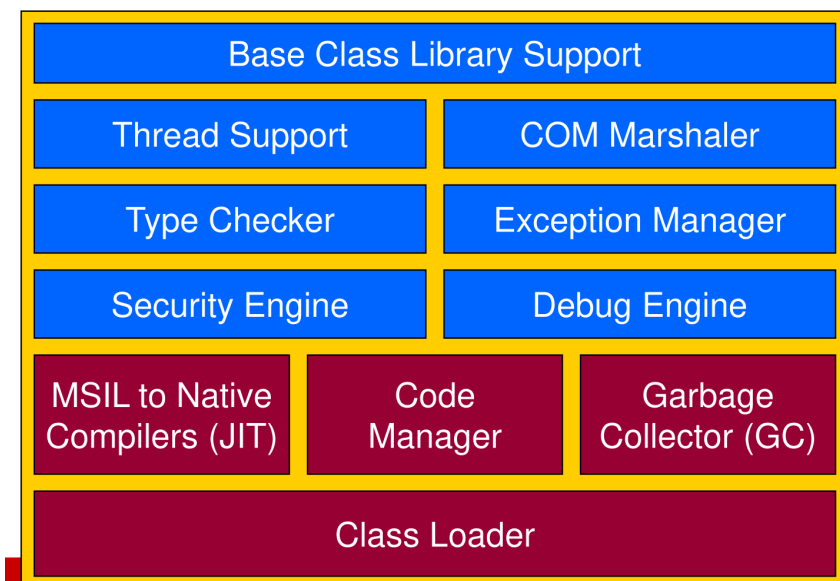 Base Class Library Support
Thread Support
COM Marshaler
Type Checker
Exception Manager
Security Engine
Debug Engine
MSIL to Native
Compilers (JIT)
Code
Manager
Garbage
Collector (GC)
Class Loader